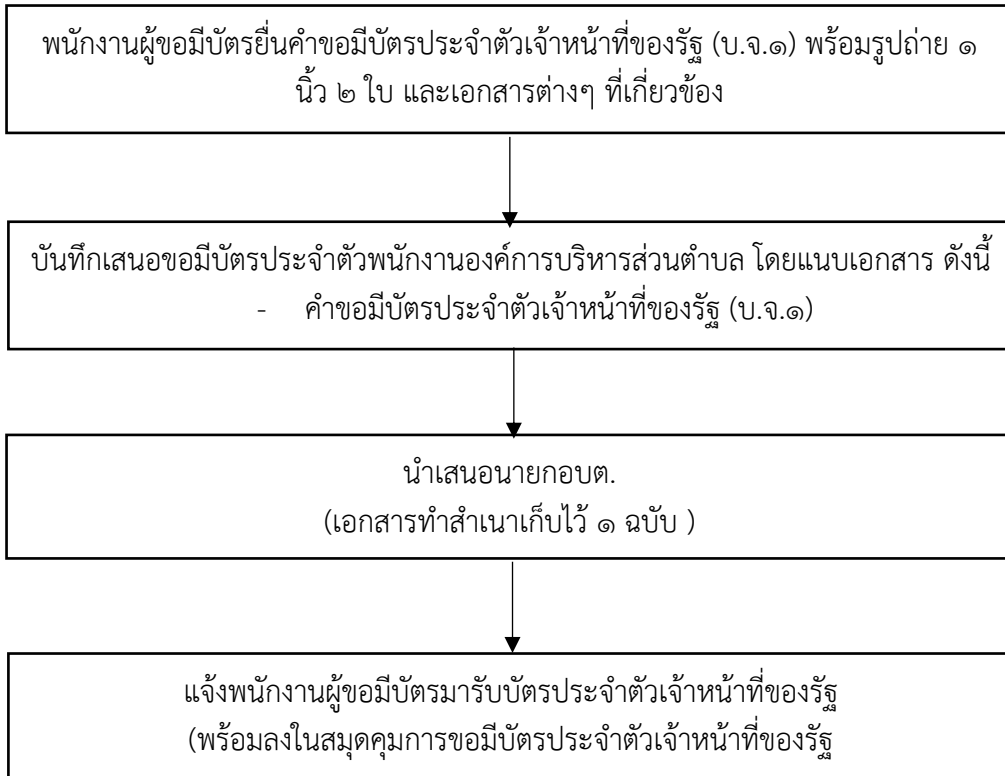 พนักงานผู้ขอมีบัตรยื่นคำขอมีบัตรประจำตัวเจ้าหน้าที่ของรัฐ (บ.จ.๑) พร้อมรูปถ่าย ๑
นิ้ว ๒ ใบ และเอกสารต่างๆ ที่เกี่ยวข้อง
บันทึกเสนอขอมีบัตรประจำตัวพนักงานองค์การบริหารส่วนตำบล โดยแนบเอกสาร ดังนี้
- คำขอมีบัตรประจำตัวเจ้าหน้าที่ของรัฐ (บ.จ.๑)
นำเสนอนายกอบต.
(เอกสารทำสำเนาเก็บไว้ ๑ ฉบับ )
แจ้งพนักงานผู้ขอมีบัตรมารับบัตรประจำตัวเจ้าหน้าที่ของรัฐ
(พร้อมลงในสมุดคุมการขอมีบัตรประจำตัวเจ้าหน้าที่ของรัฐ